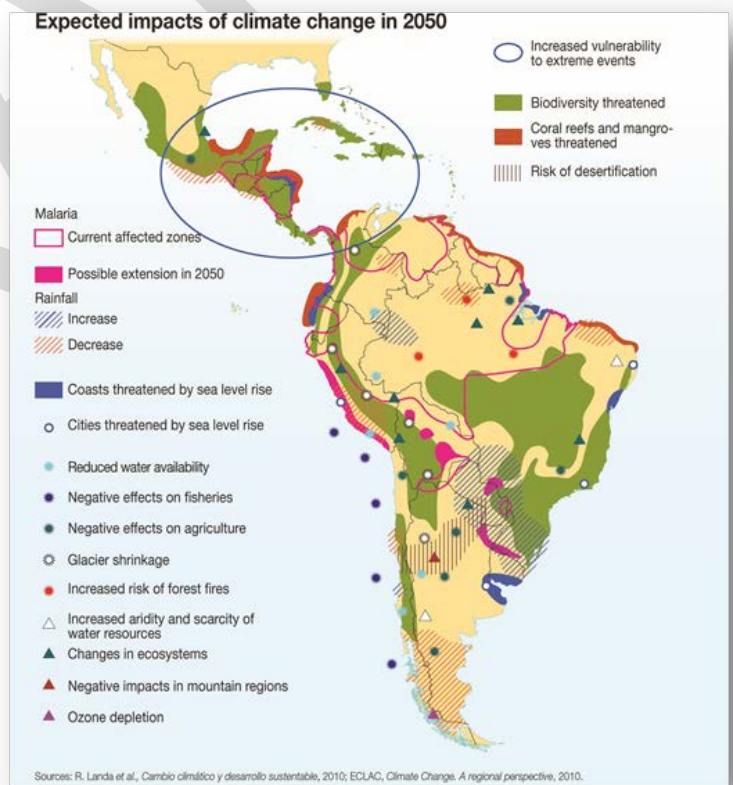 Expected impacts of climate change in 2050
Increased vulnerability
to extreme events
Biodiversity threatened
Coral reefs and mangro-
ves threatened
Risk of desertification
Malaria
Current affected zones
Possible extension in 2050
Rainfall
Increase
Decrease
Coasts threatened by sea level rise
Cities threatened by sea level rise
Reduced water availability
Negative effects on fisheries
Negative effects on agriculture
Glacier shrinkage
Increased risk of forest fires
Increased aridity and scarcity of
water resources
Changes in ecosystems
Negative impacts in mountain regions
Ozone depletion
Sources: R. Landa et al., Cambio climático y desarrollo sustentable, 2010; ECLAC, Climate Change. A regional perspective, 2010.